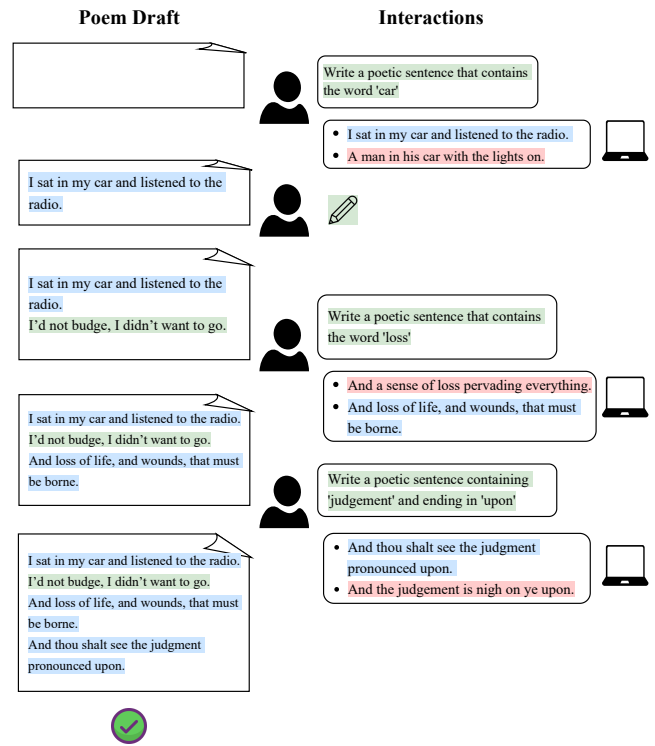 Poem Draft
Interactions
Write a poetic sentence that contains
the word 'car'
I sat in my car and listened to the radio.
A man in his car with the lights on.
I sat in my car and listened to the
radio.
I sat in my car and listened to the
radio.
I'd not budge, I didn't want to go.
Write a poetic sentence that contains
the word 'loss'
And a sense of loss pervading everything.
And loss of life, and wounds, that must
be borne.
I sat in my car and listened to the radio.
I'd not budge, I didn't want to go.
And loss of life, and wounds, that must
be borne.
Write a poetic sentence containing
'judgement' and ending in 'upon'
And thou shalt see the judgment
pronounced upon.
And the judgement is nigh on ye upon.
I sat in my car and listened to the radio.
I'd not budge, I didn't want to go.
And loss of life, and wounds, that must
be borne.
And thou shalt see the judgment
pronounced upon.